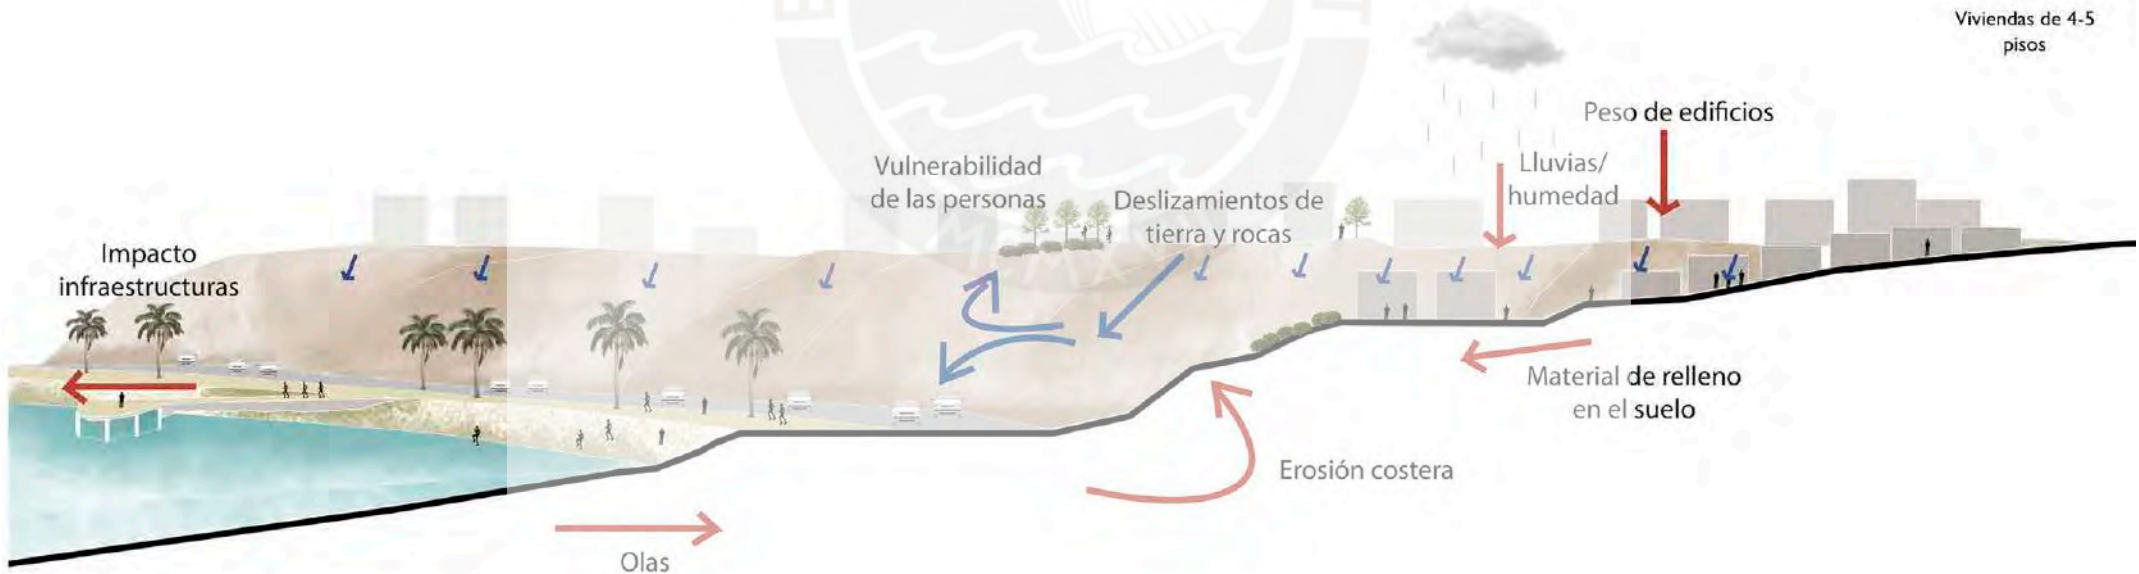 Viviendas de 4-5
pisos
Peso de edificios
Lluvias/
humedad
Vulnerabilidad
de las personas
Deslizamientos de
tierra y rocas
Impacto
infraestructuras
Material de relleno
en el suelo
Erosión costera
Olas